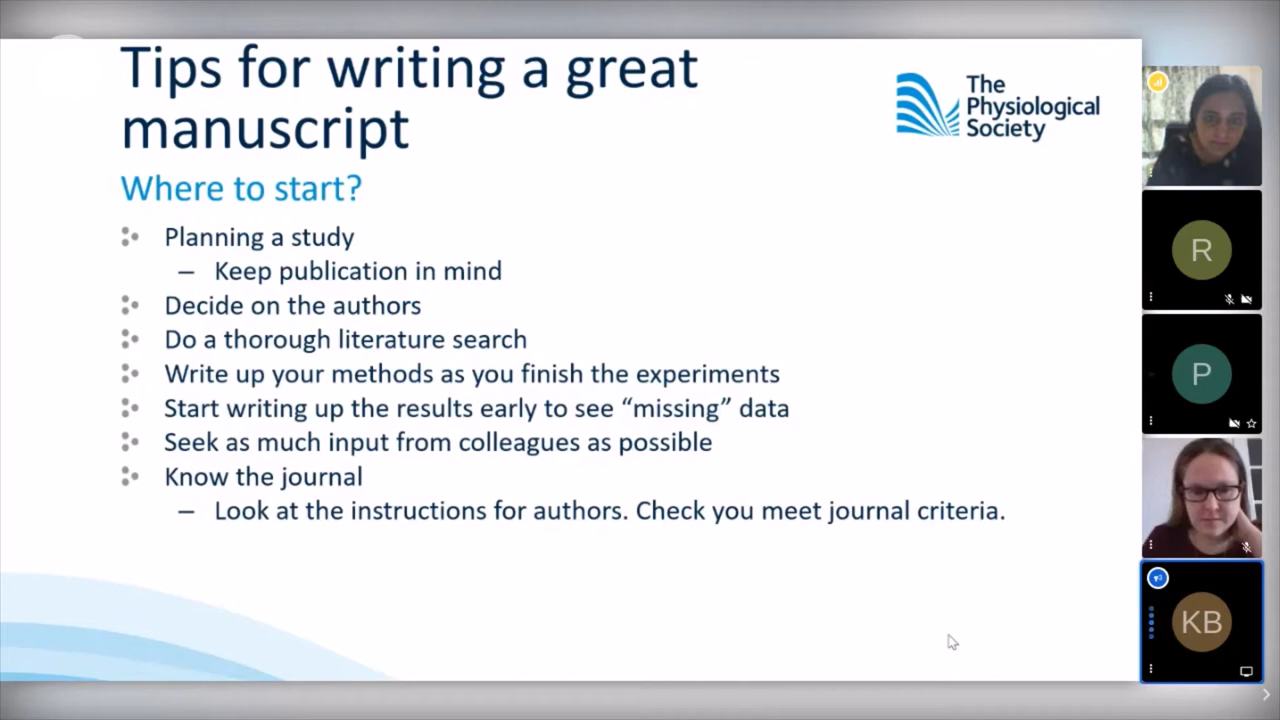 Tips for writing a great
manuscript
The
Physiological
Society
Where to start?
Planning a study
– Keep publication in mind
Decide on the authors
Do a thorough literature search
Write up your methods as you finish the experiments
Start writing up the results early to see “missing” data
Seek as much input from colleagues as possible
Know the journal
– Look at the instructions for authors. Check you meet journal criteria.
R
P
KB